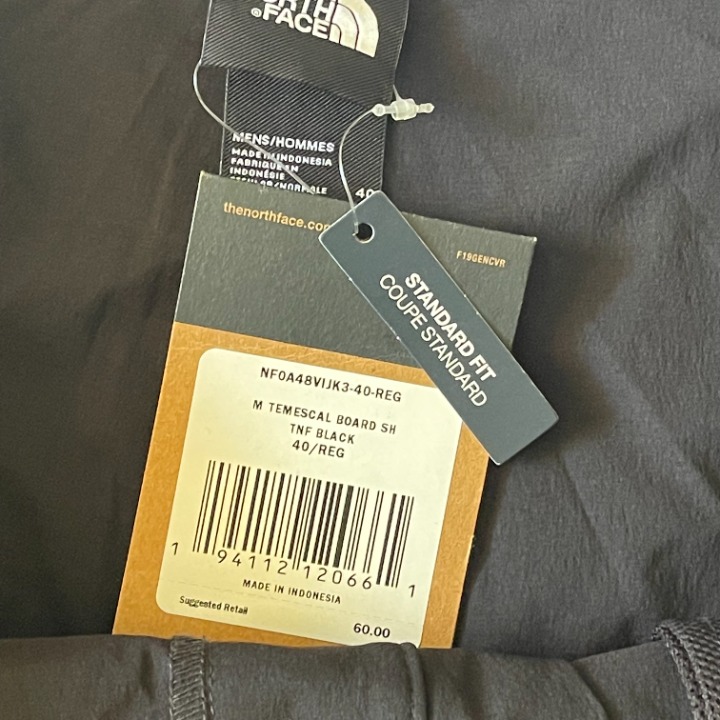 FACE
MENS/HOMMES
MADE IN INDONESIA
FABRIQUÉ EN
INDONÉSIE
40
thenorthface.com
F19GENCVR
STANDARD FIT
COUPE STANDARD
NF0A48VIJK3-40-REG
M TEMESCAL BOARD SH
TNF BLACK
40/REG
1 94112 12066 1
MADE IN INDONESIA
Suggested Retail
60.00